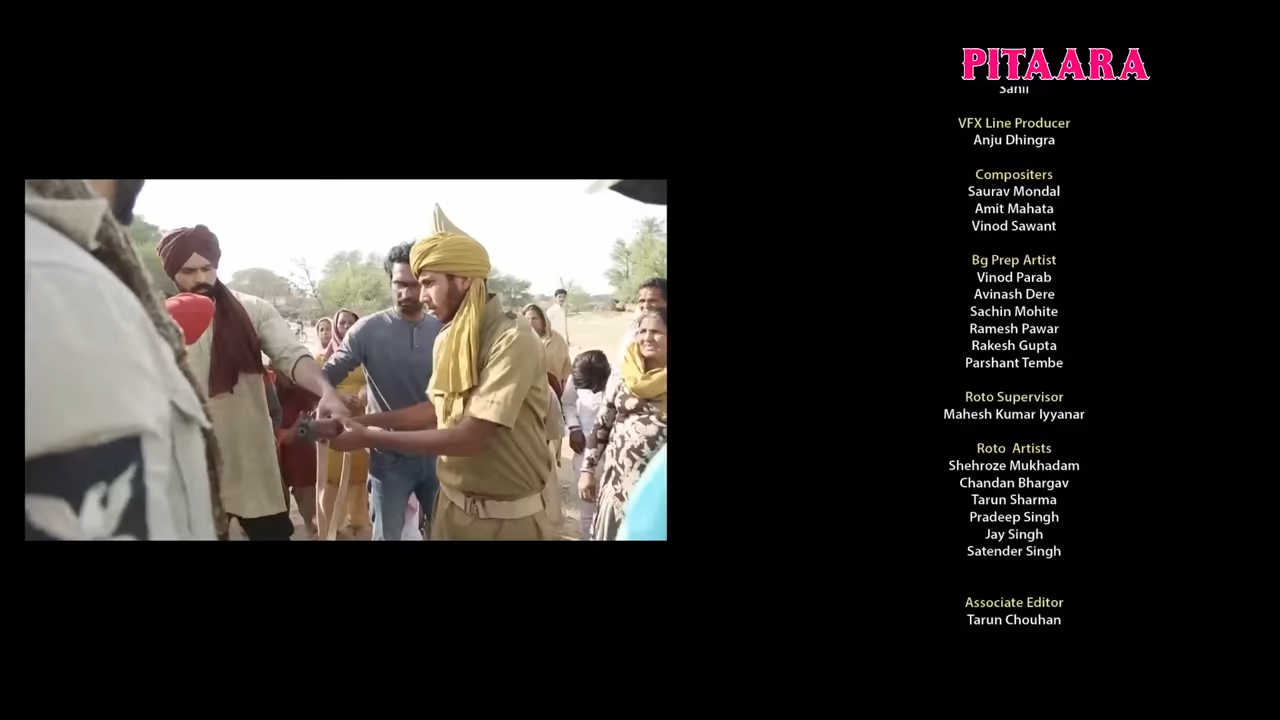 PITAARA
VFX Line Producer
Anju Dhingra
Compositers
Saurav Mondal
Amit Mahata
Vinod Sawant
Bg Prep Artist
Vinod Parab
Avinash Dere
Sachin Mohite
Ramesh Pawar
Rakesh Gupta
Parshant Tembe
Roto Supervisor
Mahesh Kumar Iyyanar
Roto Artists
Shehroze Mukhadam
Chandan Bhargav
Tarun Sharma
Pradeep Singh
Jay Singh
Satender Singh
Associate Editor
Tarun Chouhan